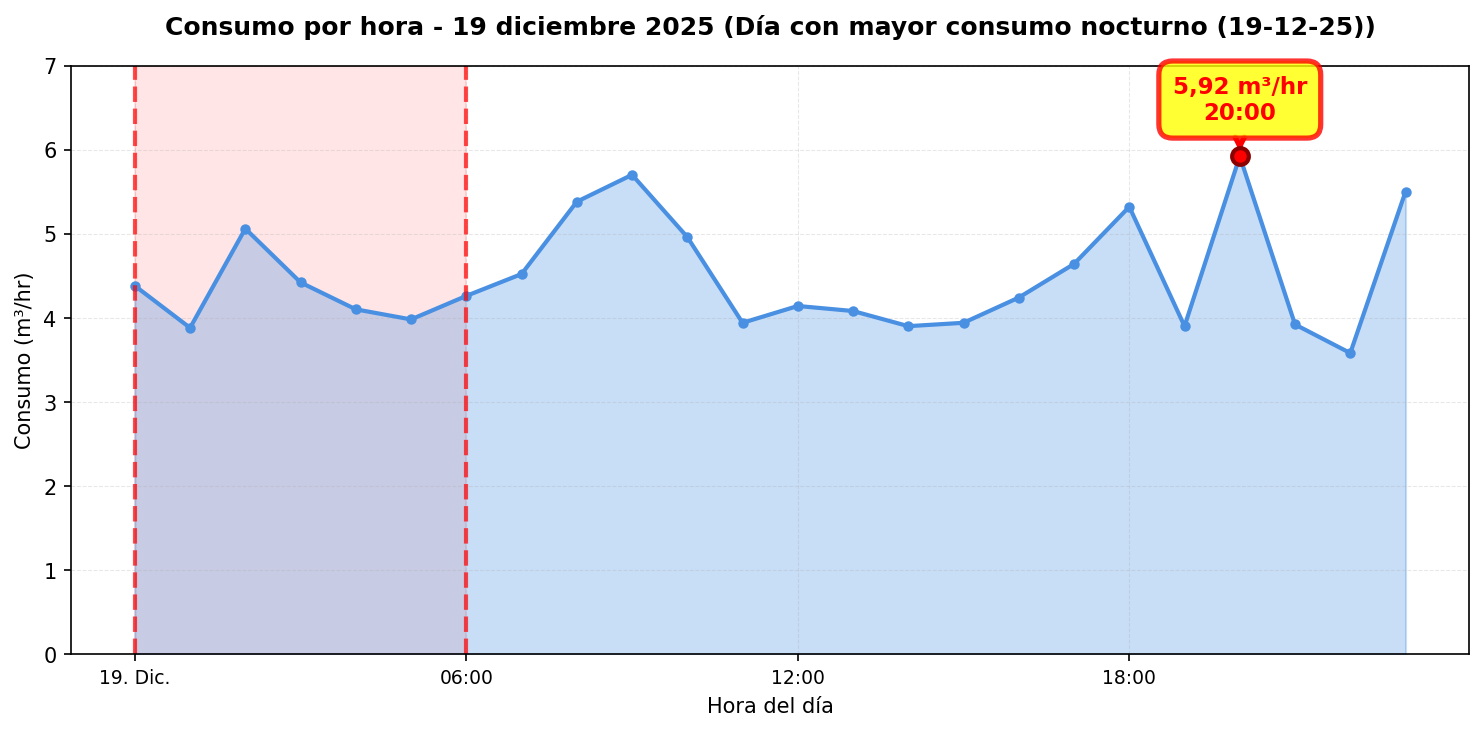 Consumo por hora - 19 diciembre 2025 (Día con mayor consumo nocturno (19-12-25))
7
6
5
4
3
2
1
0
Consumo (m³/hr)
5,92 m³/hr
20:00
19. Dic.
06:00
12:00
18:00
Hora del día